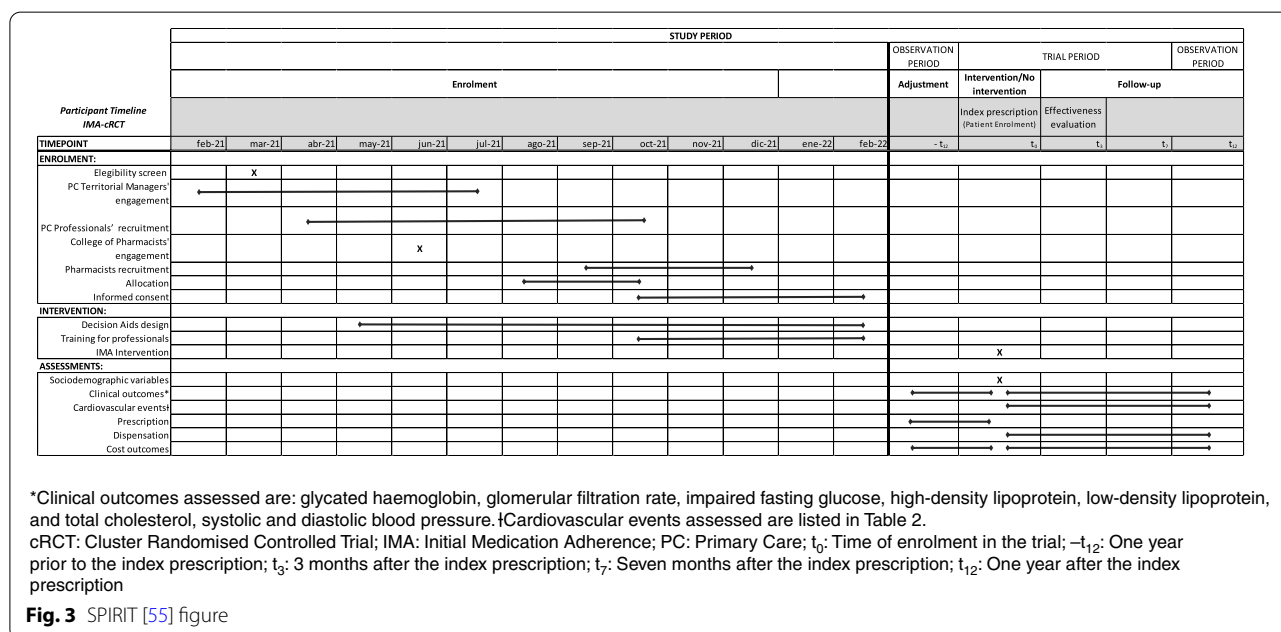 STUDY PERIOD
OBSERVATION PERIOD
TRIAL PERIOD
OBSERVATION PERIOD
Enrolment
Adjustment
Intervention/No intervention
Follow-up
Participant Timeline
IMA-cRCT
Index prescription
(Patient Enrolment)
Effectiveness evaluation
TIMEPOINT feb-21 mar-21 abr-21 may-21 jun-21 jul-21 ago-21 sep-21 oct-21 nov-21 dic-21 ene-22 feb-22 - t₁₂ t₀ t₃ t₇ t₁₂
ENROLMENT:
Elegibility screen X
PC Territorial Managers' engagement
PC Professionals’ recruitment
College of Pharmacists' engagement X
Pharmacists recruitment
Allocation
Informed consent
INTERVENTION:
Decision Aids design
Training for professionals
IMA Intervention X
ASSESSMENTS:
Sociodemographic variables X
Clinical outcomes*
Cardiovascular eventsƗ
Prescription
Dispensation
Cost outcomes
*Clinical outcomes assessed are: glycated haemoglobin, glomerular filtration rate, impaired fasting glucose, high-density lipoprotein, low-density lipoprotein,
and total cholesterol, systolic and diastolic blood pressure. ƗCardiovascular events assessed are listed in Table 2.
cRCT: Cluster Randomised Controlled Trial; IMA: Initial Medication Adherence; PC: Primary Care; t₀: Time of enrolment in the trial; –t₁₂: One year
prior to the index prescription; t₃: 3 months after the index prescription; t₇: Seven months after the index prescription; t₁₂: One year after the index
prescription
Fig. 3 SPIRIT [55] figure